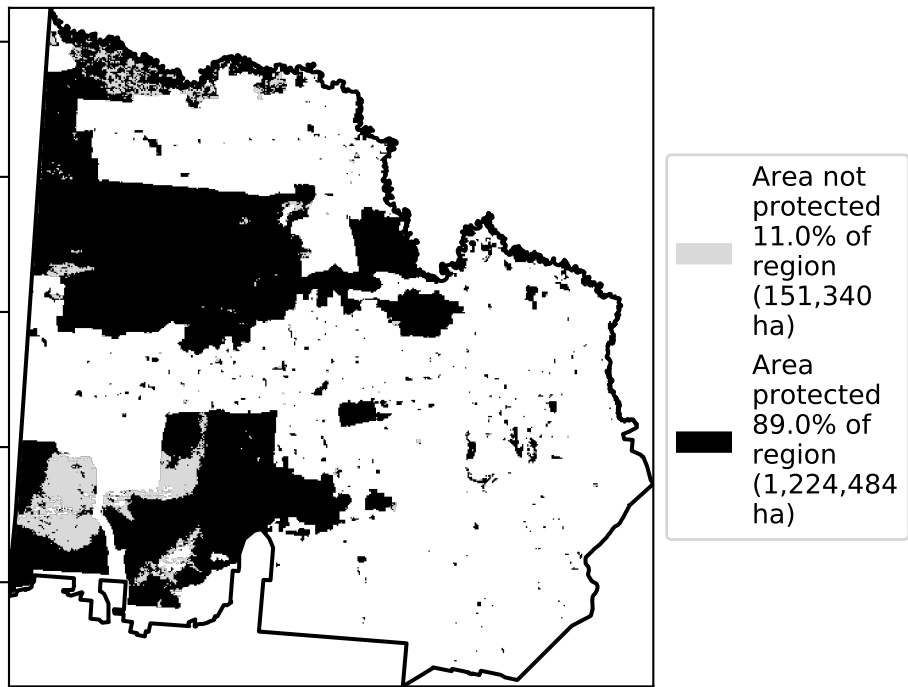 Area not
protected
11.0% of
region
(151,340
ha)
Area
protected
89.0% of
region
(1,224,484
ha)